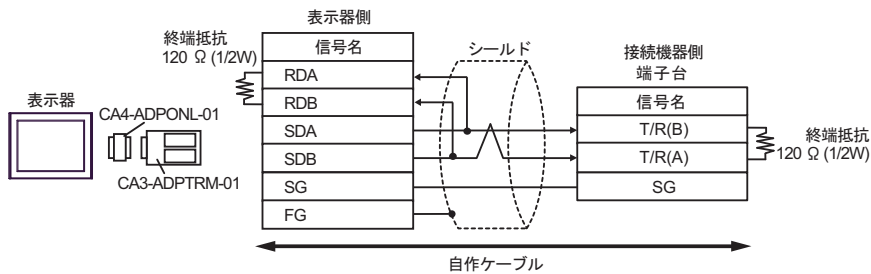 表示器側
終端抵抗
120 Ω (1/2W)
信号名
シールド
接続機器側
端子台
RDA
表示器
RDB
信号名
CA4-ADPONL-01
SDA
T/R(B)
終端抵抗
120 Ω (1/2W)
SDB
T/R(A)
CA3-ADPTRM-01
SG
SG
FG
自作ケーブル